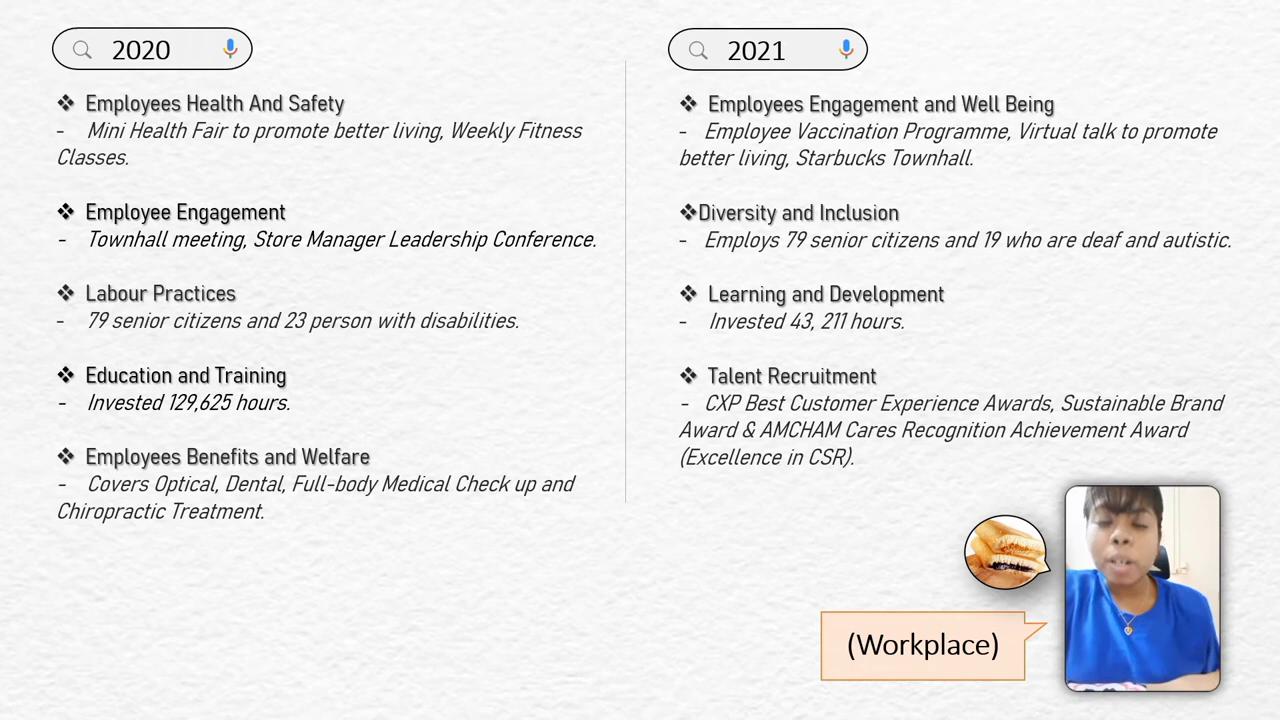 2020
❖ Employees Health And Safety
- Mini Health Fair to promote better living, Weekly Fitness
Classes.
❖ Employee Engagement
- Townhall meeting, Store Manager Leadership Conference.
❖ Labour Practices
- 79 senior citizens and 23 person with disabilities.
❖ Education and Training
- Invested 129,625 hours.
❖ Employees Benefits and Welfare
- Covers Optical, Dental, Full-body Medical Check up and
Chiropractic Treatment.
2021
❖ Employees Engagement and Well Being
- Employee Vaccination Programme, Virtual talk to promote
better living, Starbucks Townhall.
❖Diversity and Inclusion
- Employs 79 senior citizens and 19 who are deaf and autistic.
❖ Learning and Development
- Invested 43, 211 hours.
❖ Talent Recruitment
- CXP Best Customer Experience Awards, Sustainable Brand
Award & AMCHAM Cares Recognition Achievement Award
(Excellence in CSR).
(Workplace)